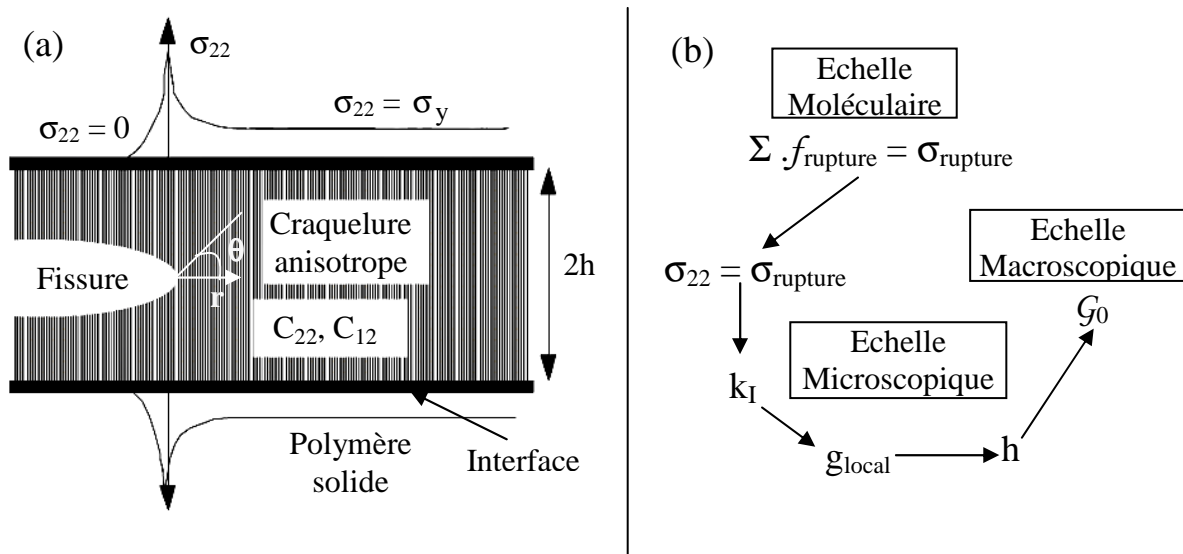 (a)
σ22
σ22 = σy
σ22 = 0
Craquelure
anisotrope
θ
Fissure
r
2h
C22, C12
Polymère
solide
Interface
(b)
Echelle
Moléculaire
Σ .frupture = σrupture
Echelle
Macroscopique
σ22 = σrupture
G0
Echelle
Microscopique
kI
glocal
h